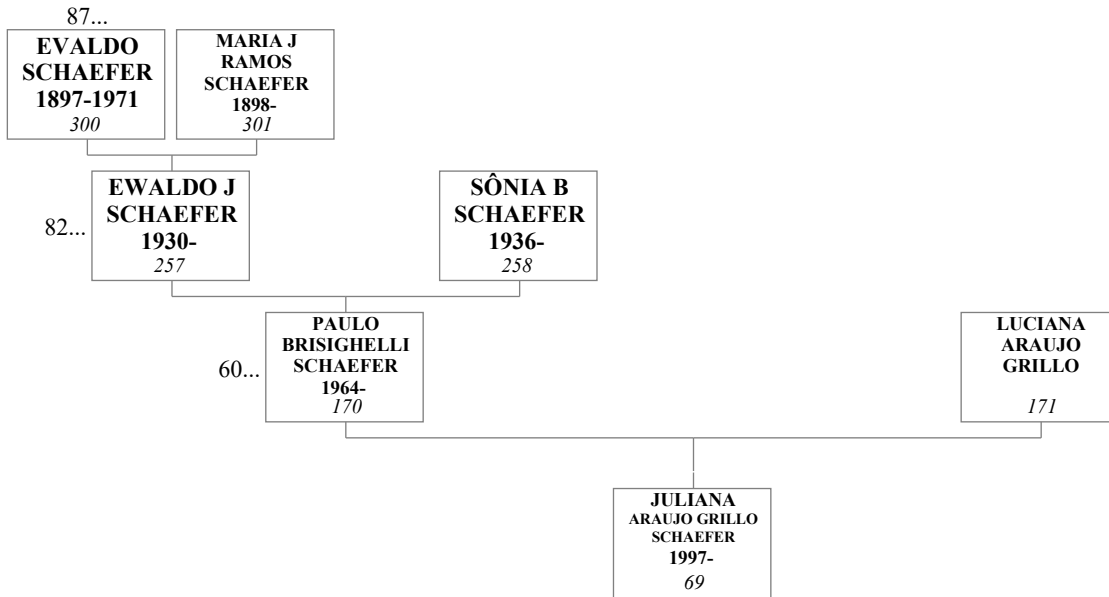 87...
EVALDO
SCHAEFER
1897-1971
300
MARIA J
RAMOS
SCHAEFER
1898-
301
82...
EWALDO J
SCHAEFER
1930-
257
SÔNIA B
SCHAEFER
1936-
258
60...
PAULO
BRISIGHELLI
SCHAEFER
1964-
170
LUCIANA
ARAUJO
GRILLO
171
JULIANA
ARAUJO GRILLO
SCHAEFER
1997-
69